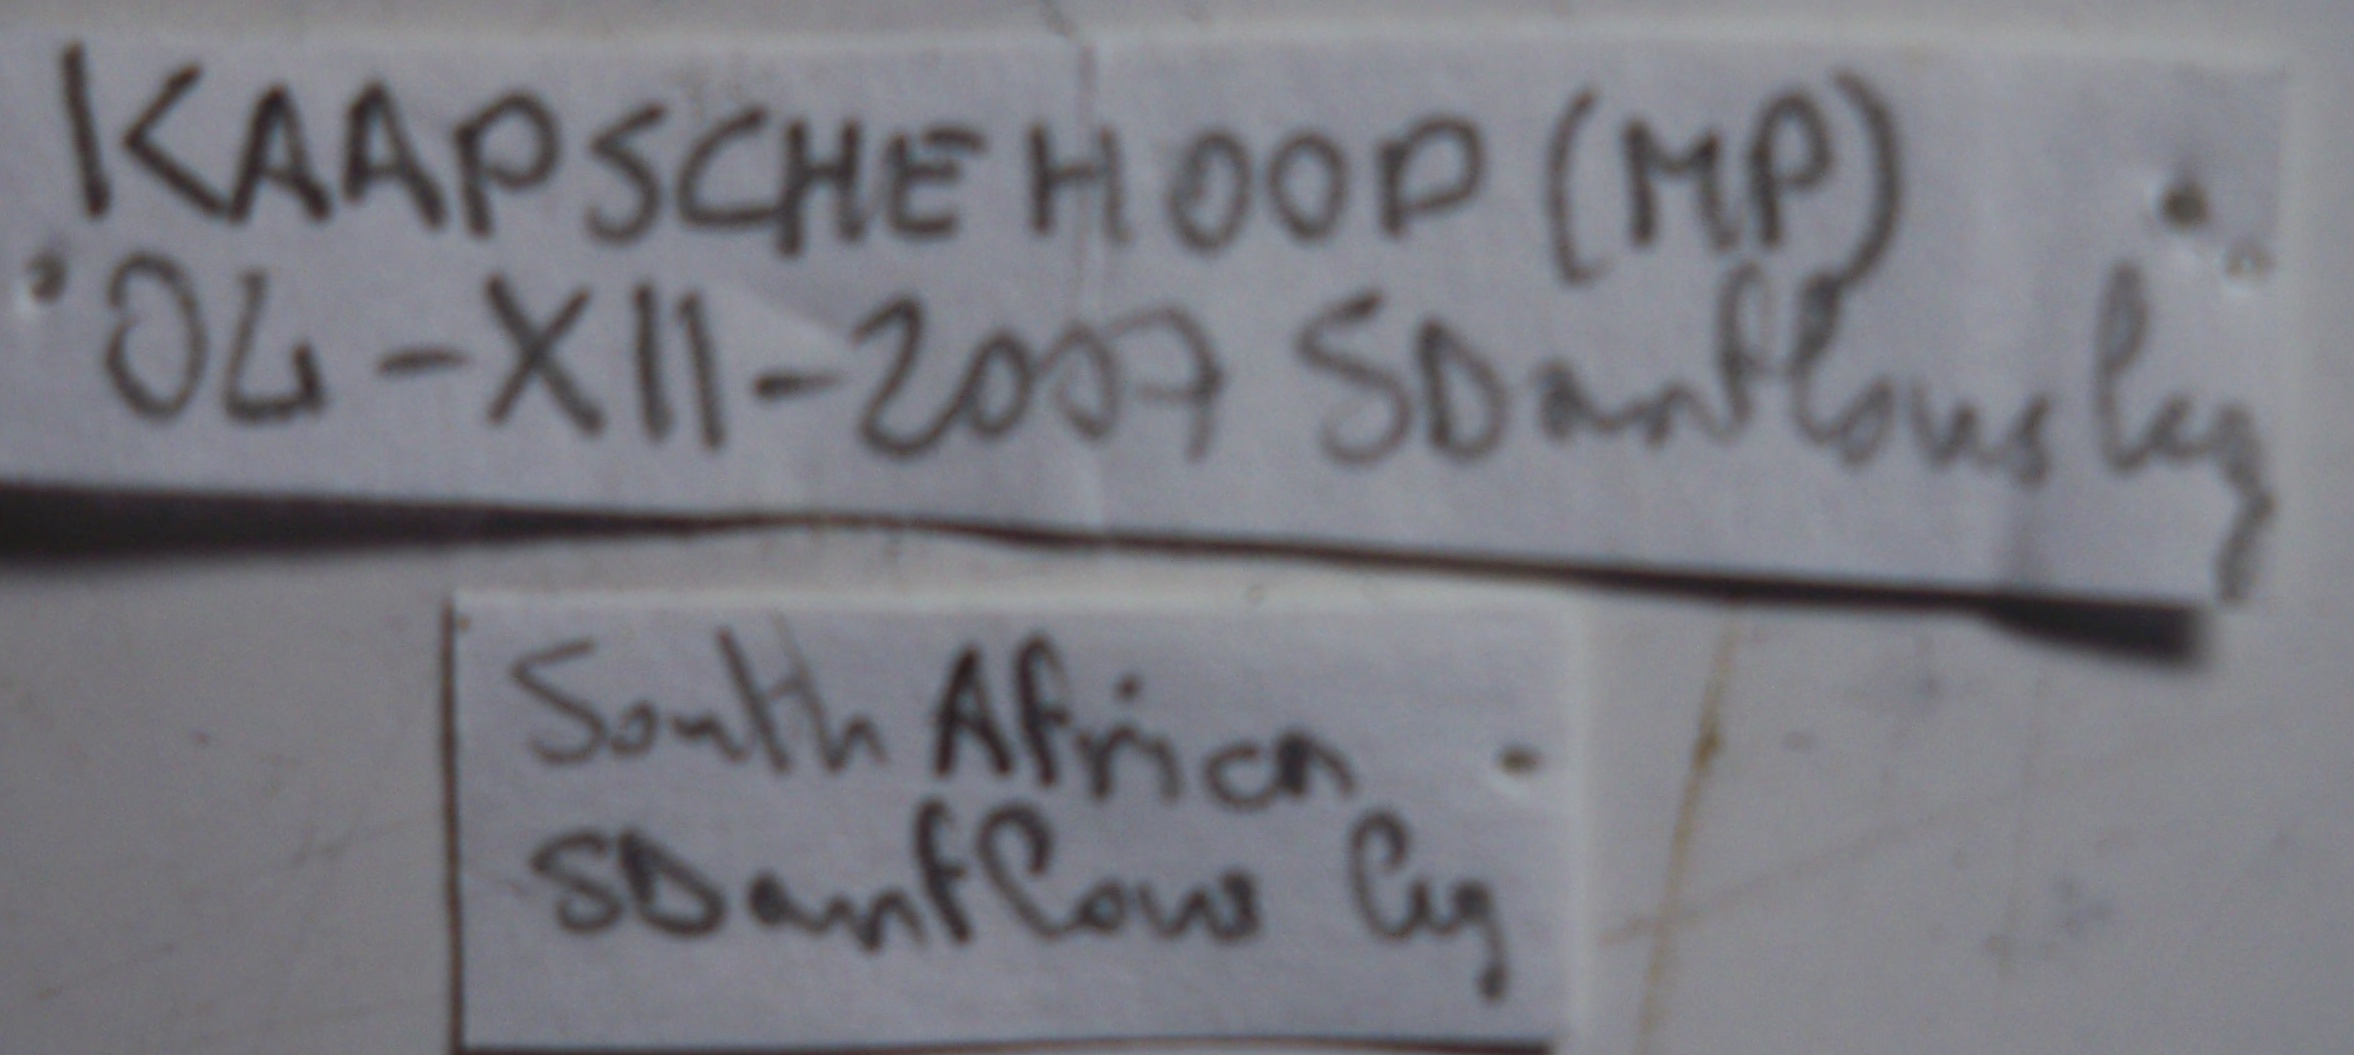 KAAPSCHEHOOP (MP)
04-XII-2007 SDanflous leg
South Africa
SDanflous leg